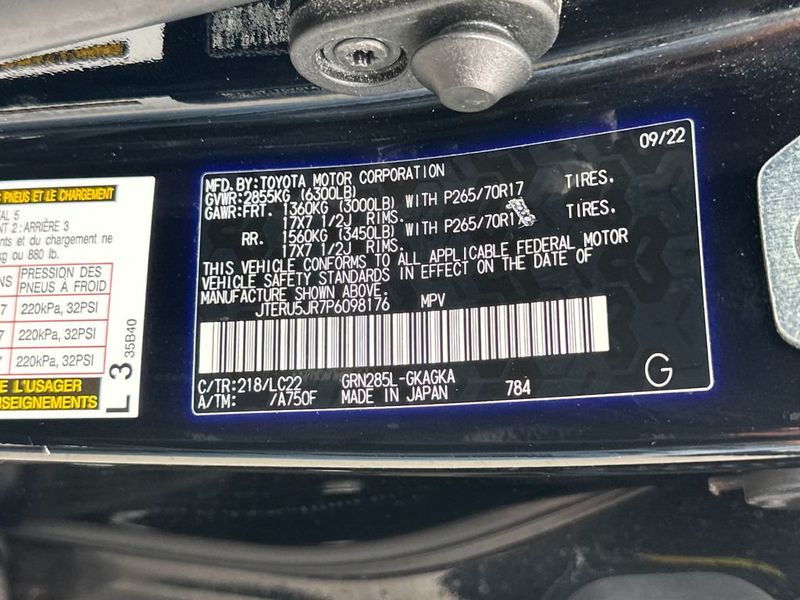 09/22
MFD.BY:TOYOTA MOTOR CORPORATION
GVWR:2855KG (6300LB)
GAWR:FRT. 1360KG (3000LB) WITH P265/70R17 TIRES.
17X7 1/2J RIMS.
RR. 1560KG (3450LB) WITH P265/70R17 TIRES.
17X7 1/2J RIMS.
THIS VEHICLE CONFORMS TO ALL APPLICABLE FEDERAL MOTOR
VEHICLE SAFETY STANDARDS IN EFFECT ON THE DATE OF
MANUFACTURE SHOWN ABOVE.
JTERU5JR7P6098176 MPV
C/TR:218/LC22 GRN285L-GKAGKA
A/TM: /A750F MADE IN JAPAN 784
G
PNEUS ET LE CHARGEMENT
5
2:ARRIÈRE 3
et du chargement ne
kg ou 880 lb.
PRESSION DES
PNEUS À FROID
220kPa, 32PSI
220kPa, 32PSI
220kPa, 32PSI
DE L'USAGER
L 3 35B40